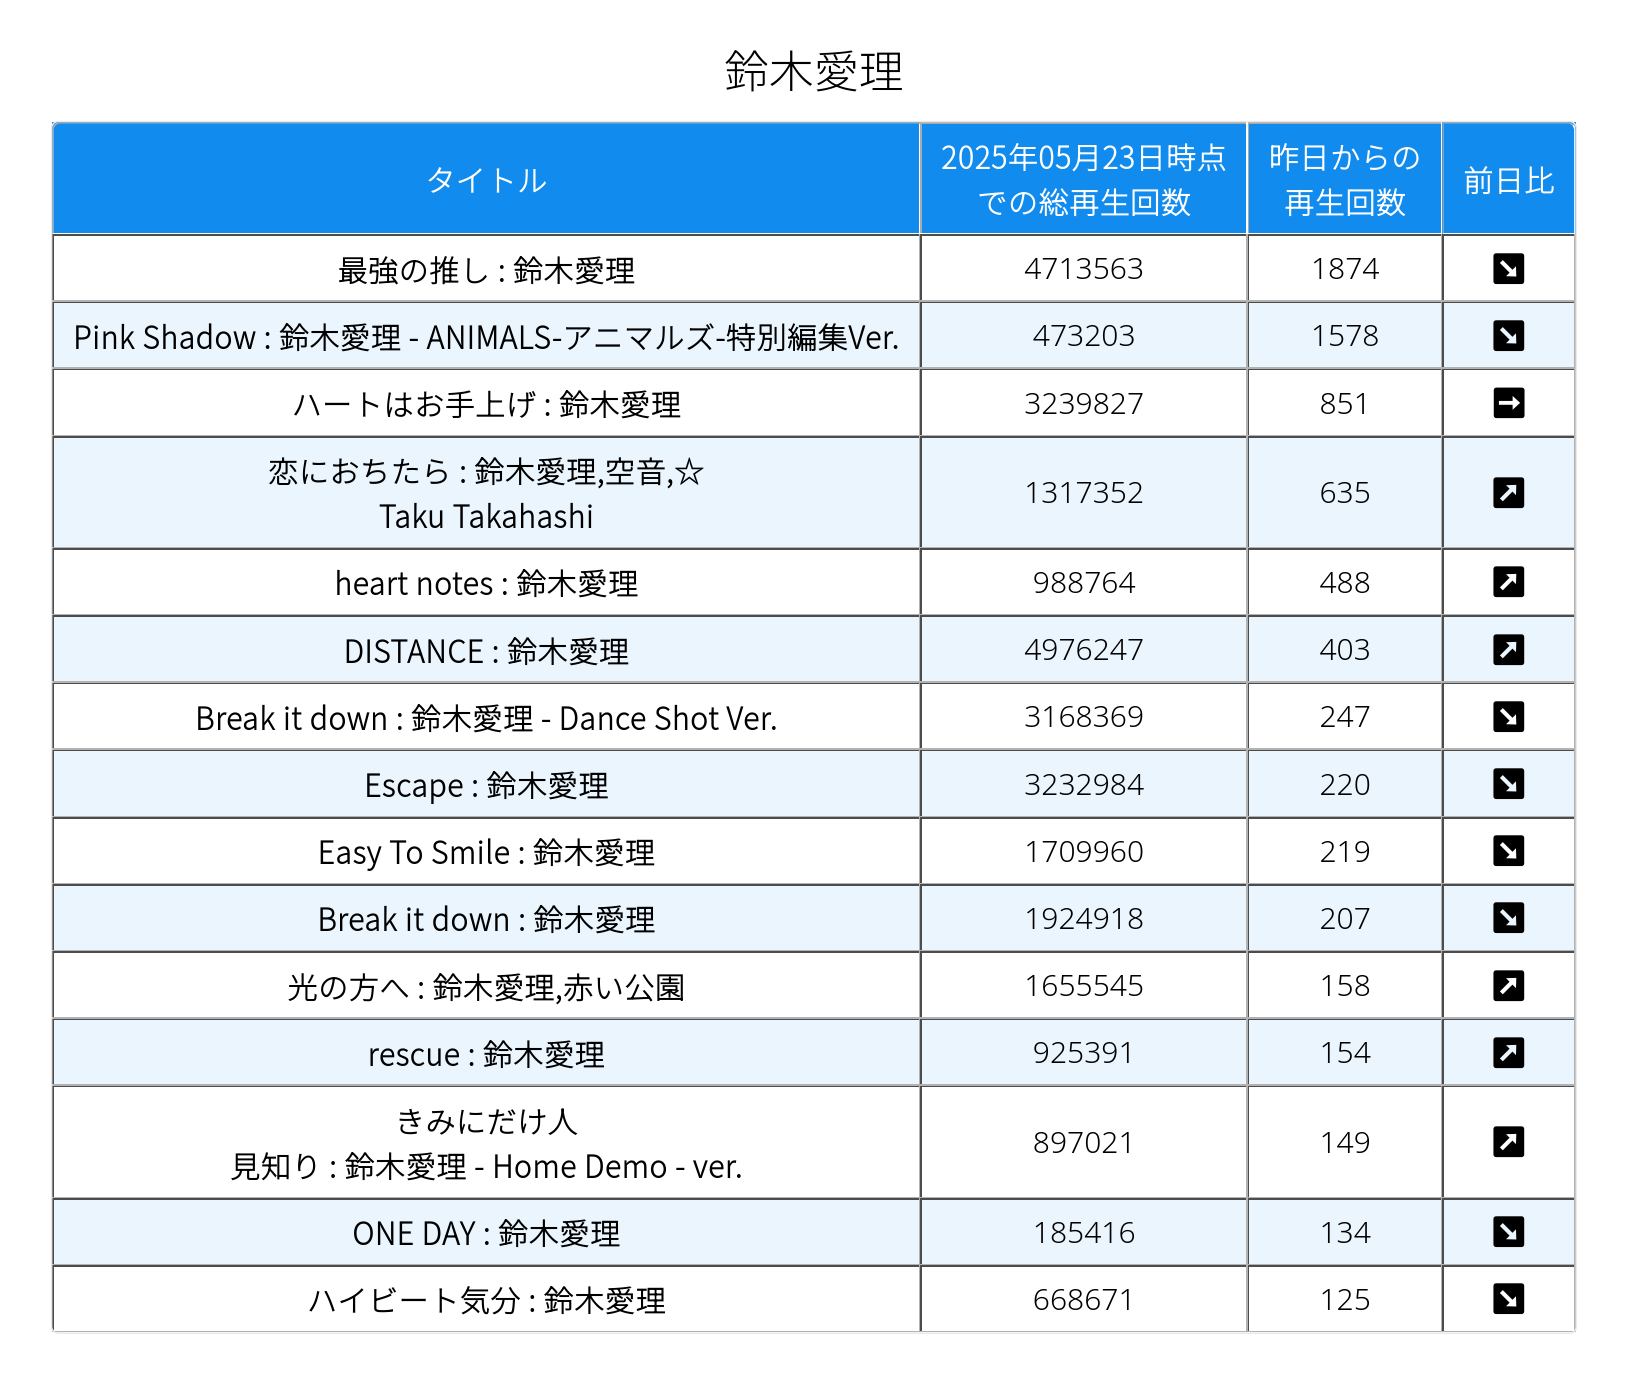 鈴木愛理
タイトル
2025年05月23日時点
での総再生回数
昨日からの
再生回数
前日比
最強の推し : 鈴木愛理 4713563 1874
Pink Shadow : 鈴木愛理 - ANIMALS-アニマルズ-特別編集Ver. 473203 1578
ハートはお手上げ : 鈴木愛理 3239827 851
恋におちたら : 鈴木愛理,空音,☆
Taku Takahashi
1317352 635
heart notes : 鈴木愛理 988764 488
DISTANCE : 鈴木愛理 4976247 403
Break it down : 鈴木愛理 - Dance Shot Ver. 3168369 247
Escape : 鈴木愛理 3232984 220
Easy To Smile : 鈴木愛理 1709960 219
Break it down : 鈴木愛理 1924918 207
光の方へ : 鈴木愛理,赤い公園 1655545 158
rescue : 鈴木愛理 925391 154
きみにだけ人
見知り : 鈴木愛理 - Home Demo - ver.
897021 149
ONE DAY : 鈴木愛理 185416 134
ハイビート気分 : 鈴木愛理 668671 125